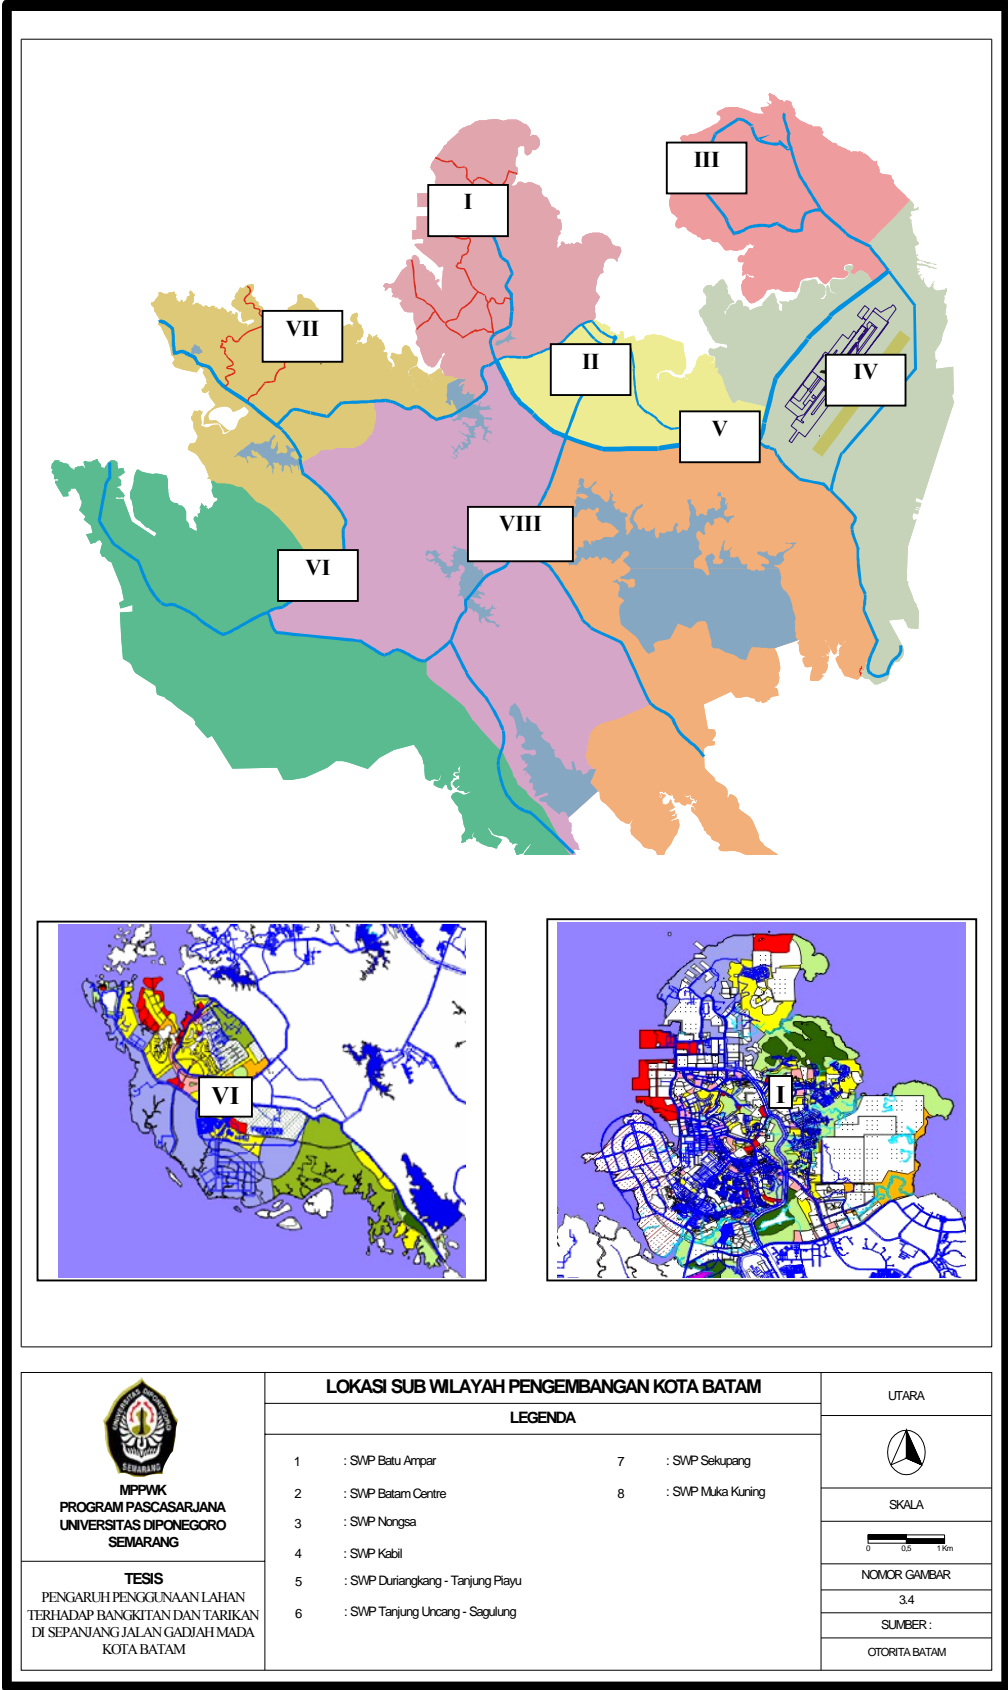 III
I
VII
II
IV
V
VIII
VI
VI
I
UNIVERSITAS DIPONEGORO
SEMARANG
MPPWK
PROGRAM PASCASARJANA
UNIVERSITAS DIPONEGORO
SEMARANG
TESIS
PENGARUH PENGGUNAAN LAHAN
TERHADAP BANGKITAN DAN TARIKAN
DI SEPANJANG JALAN GADJAH MADA
KOTA BATAM
LOKASI SUB WILAYAH PENGEMBANGAN KOTA BATAM
LEGENDA
1 : SWP Batu Ampar
2 : SWP Batam Centre
3 : SWP Nongsa
4 : SWP Kabil
5 : SWP Duriangkang - Tanjung Piayu
6 : SWP Tanjung Uncang - Sagulung
7 : SWP Sekupang
8 : SWP Muka Kuning
UTARA
SKALA
0 0,5 1 Km
NOMOR GAMBAR
3.4
SUMBER :
OTORITA BATAM